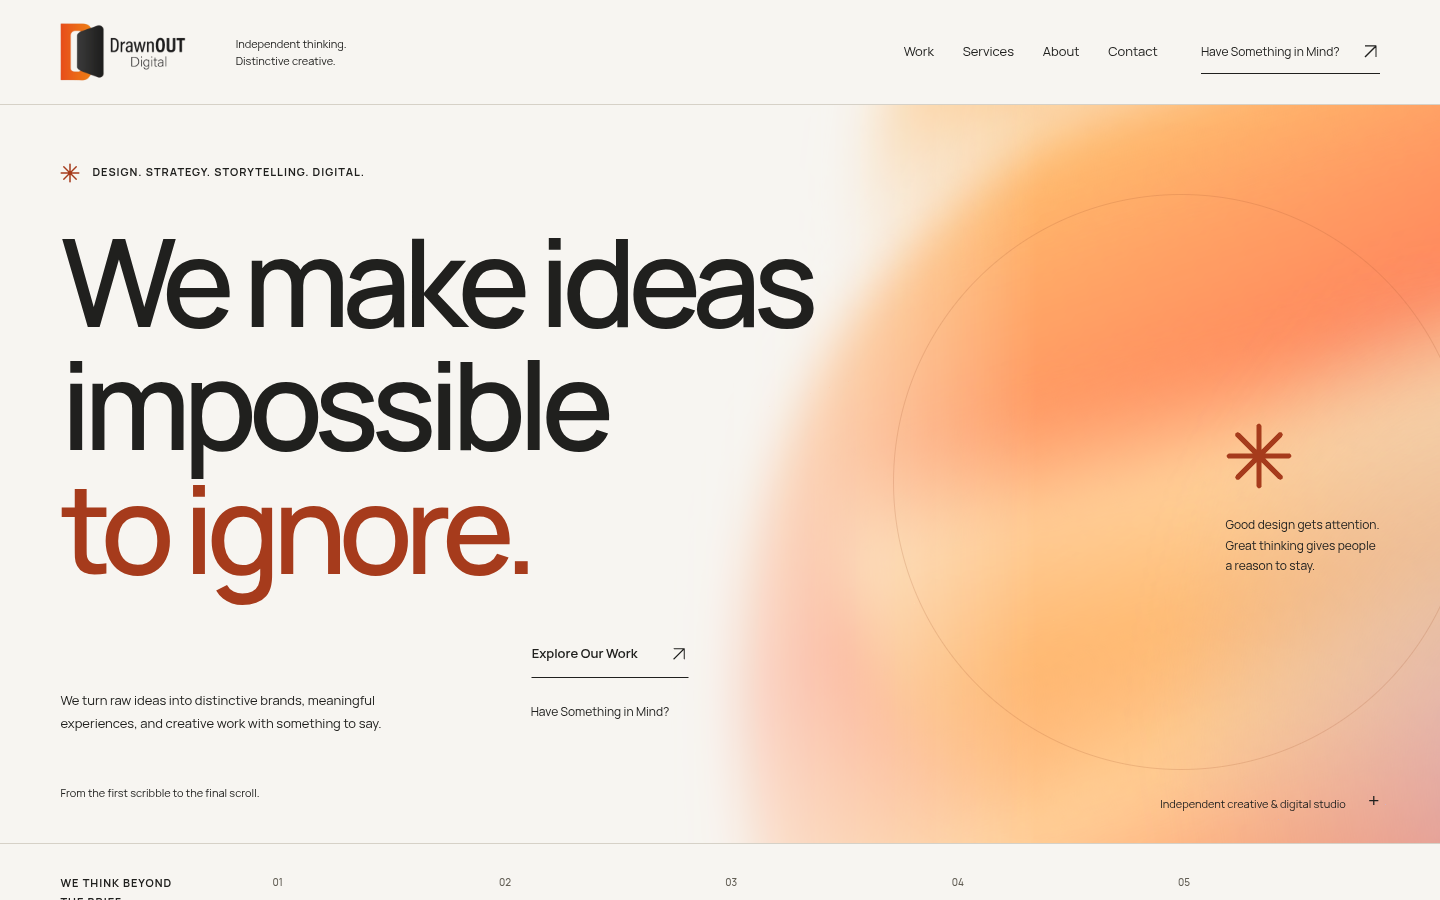 DrawnOUT
Digital
Independent thinking.
Distinctive creative.
Work
Services
About
Contact
Have Something in Mind?
DESIGN. STRATEGY. STORYTELLING. DIGITAL.
We make ideas
impossible
to ignore.
Good design gets attention.
Great thinking gives people
a reason to stay.
Explore Our Work
We turn raw ideas into distinctive brands, meaningful
experiences, and creative work with something to say.
Have Something in Mind?
From the first scribble to the final scroll.
Independent creative & digital studio
+
WE THINK BEYOND
THE BRIEF
01
02
03
04
05